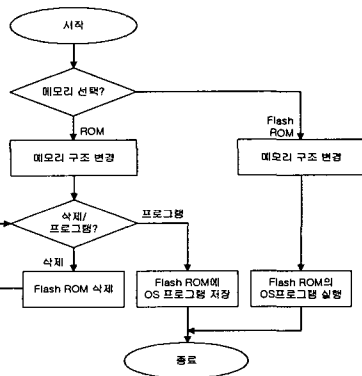 시작
메모리 선택?
ROM
Flash
ROM
메모리 구조 변경
메모리 구조 변경
삭제/
프로그램?
프로그램
삭제
Flash ROM 삭제
Flash ROM에
OS 프로그램 저장
Flash ROM의
OS프로그램 실행
종료